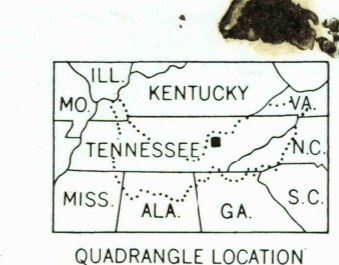 ILL.
MO.
KENTUCKY
VA.
TENNESSEE
N.C.
MISS.
ALA.
GA.
S.C.
QUADRANGLE LOCATION